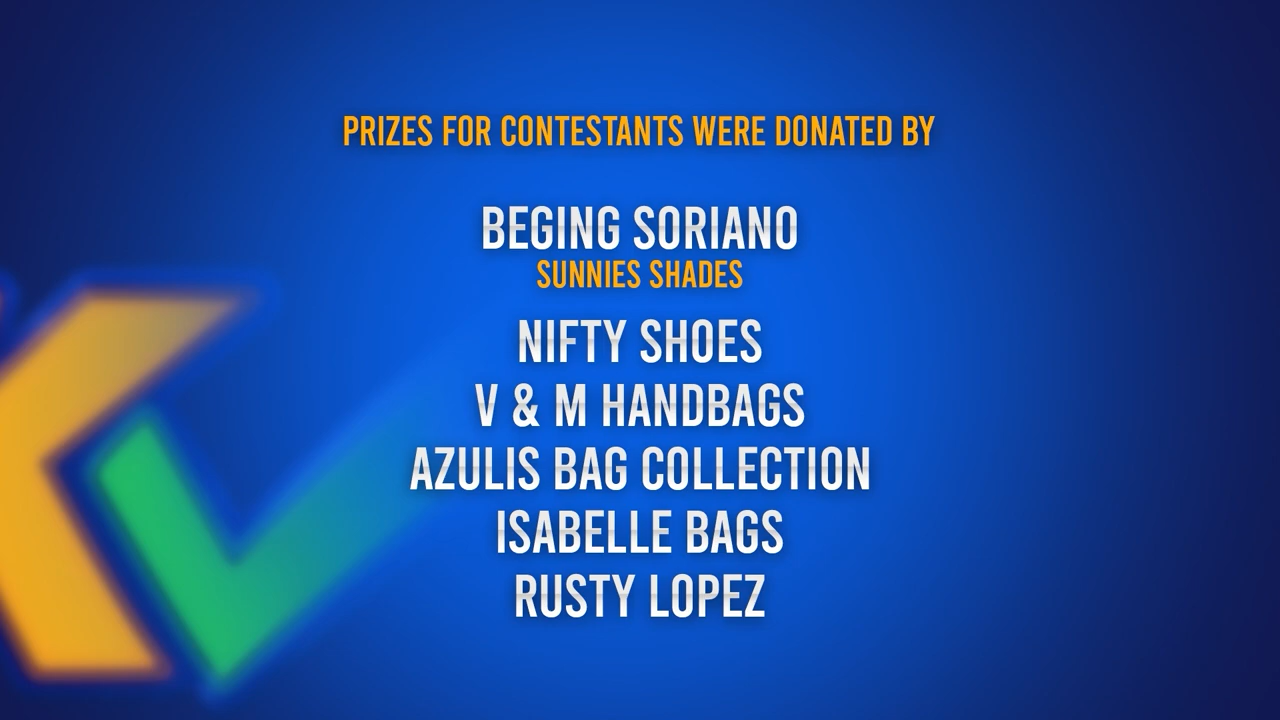 PRIZES FOR CONTESTANTS WERE DONATED BY
BEGING SORIANO
SUNNIES SHADES
NIFTY SHOES
V & M HANDBAGS
AZULIS BAG COLLECTION
ISABELLE BAGS
RUSTY LOPEZ